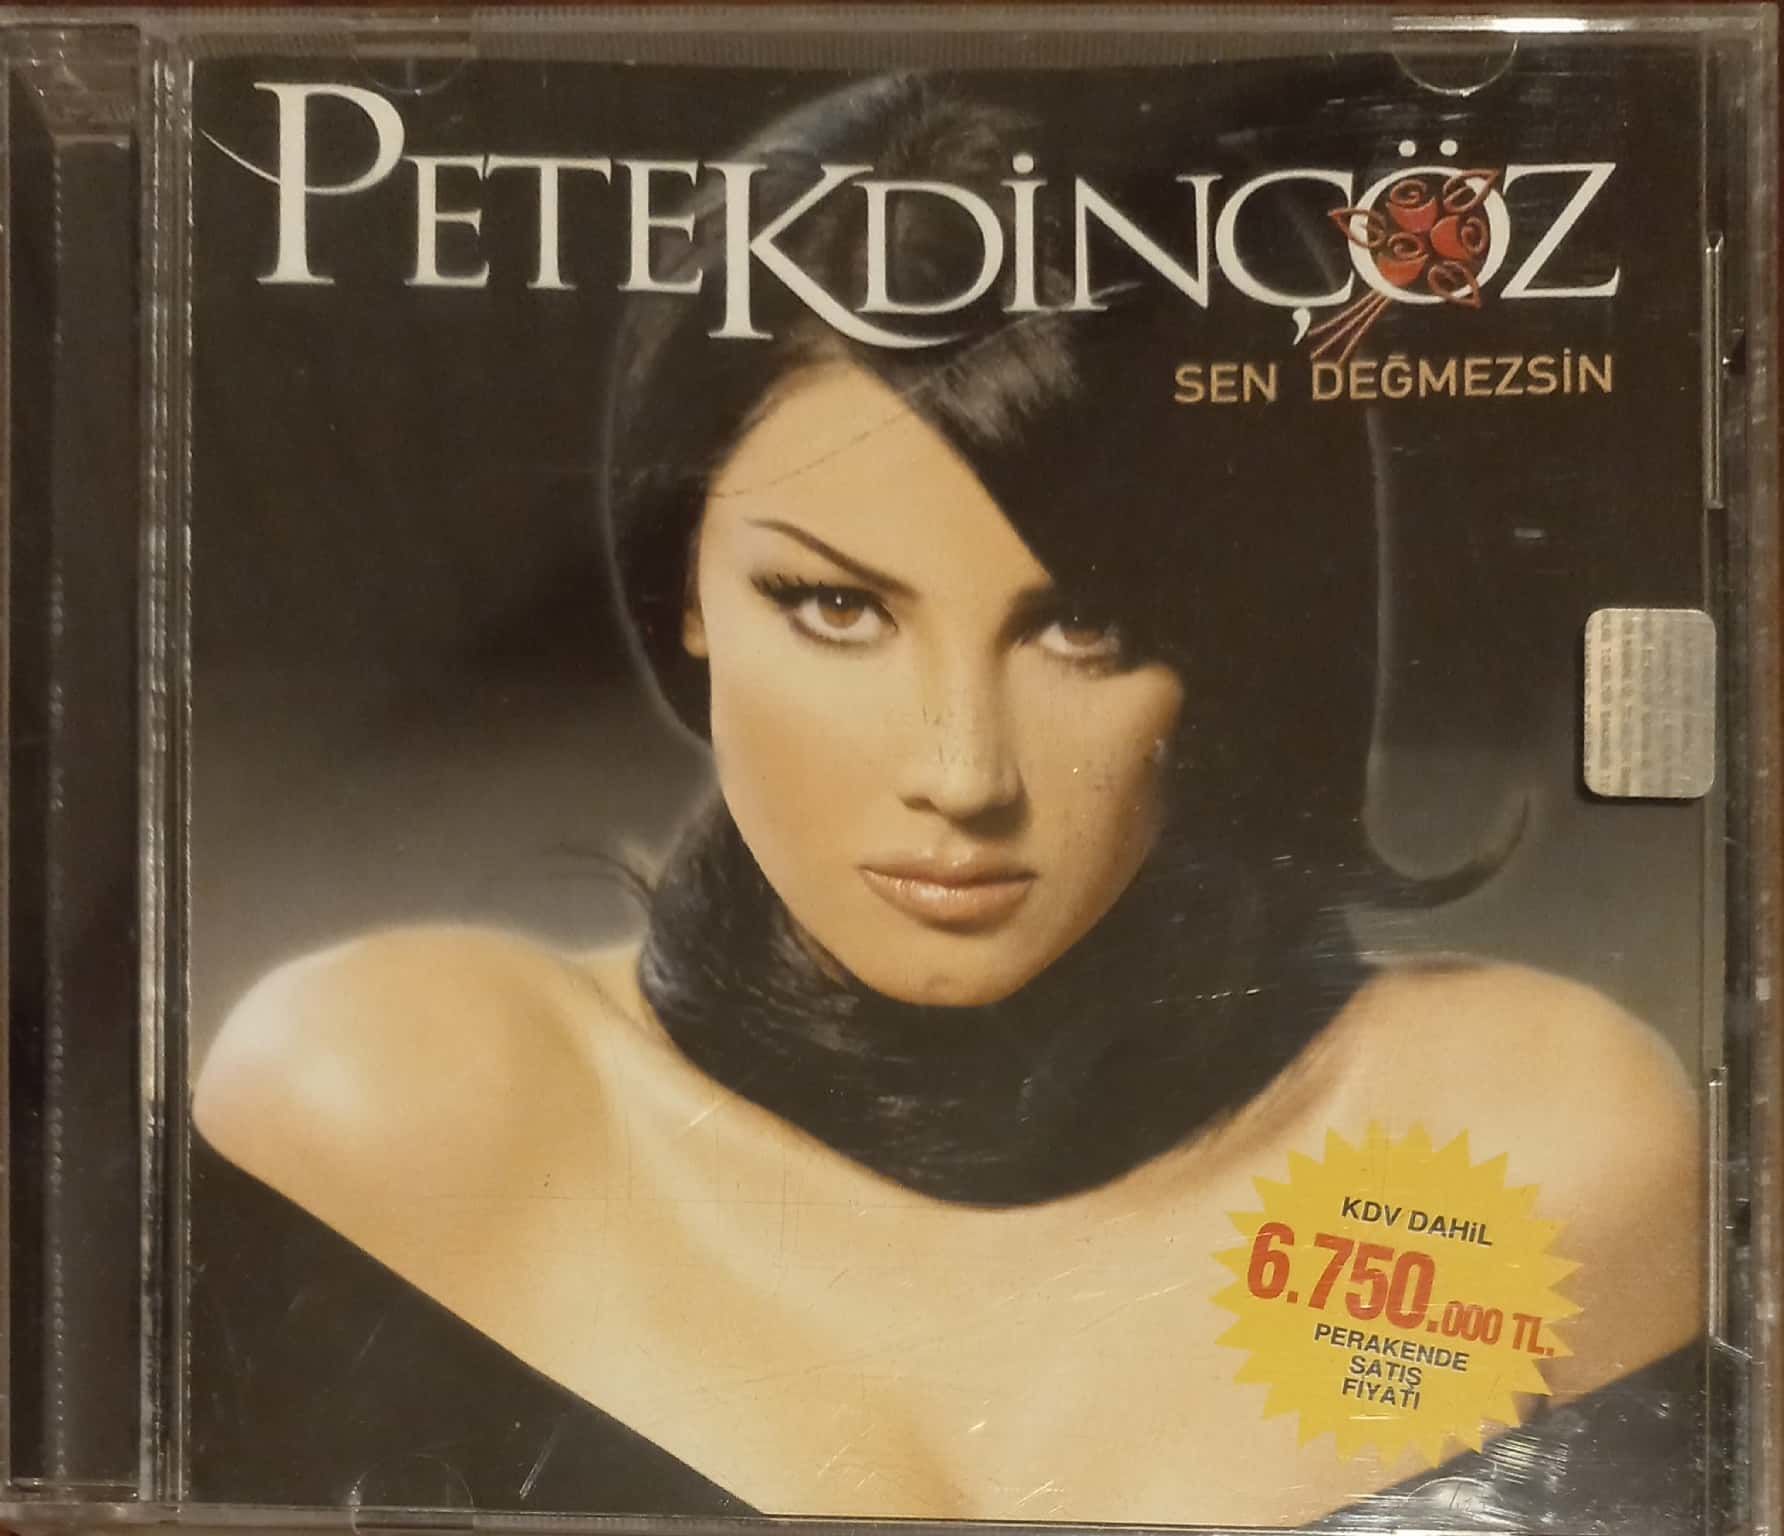 PETEKDİNÇÖZ
SEN DEĞMEZSİN
KDV DAHİL
6.750.000 TL.
PERAKENDE
SATIŞ
FİYATI